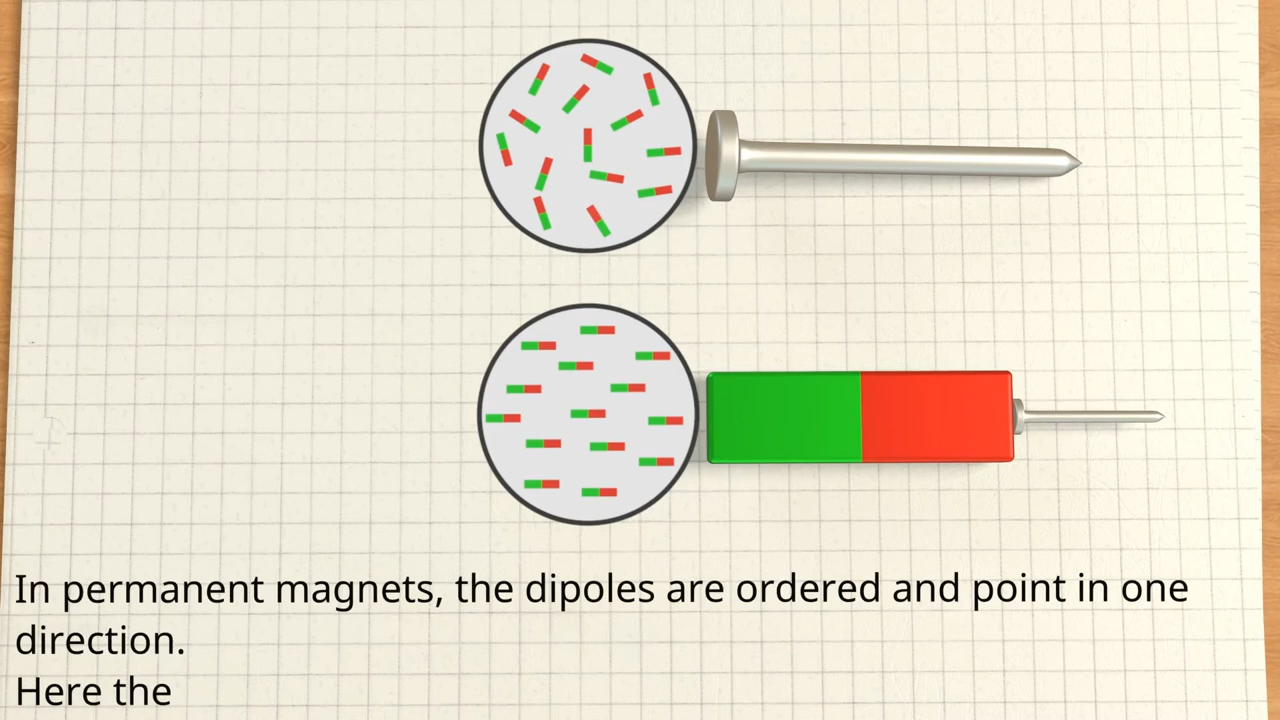 In permanent magnets, the dipoles are ordered and point in one
direction.
Here the